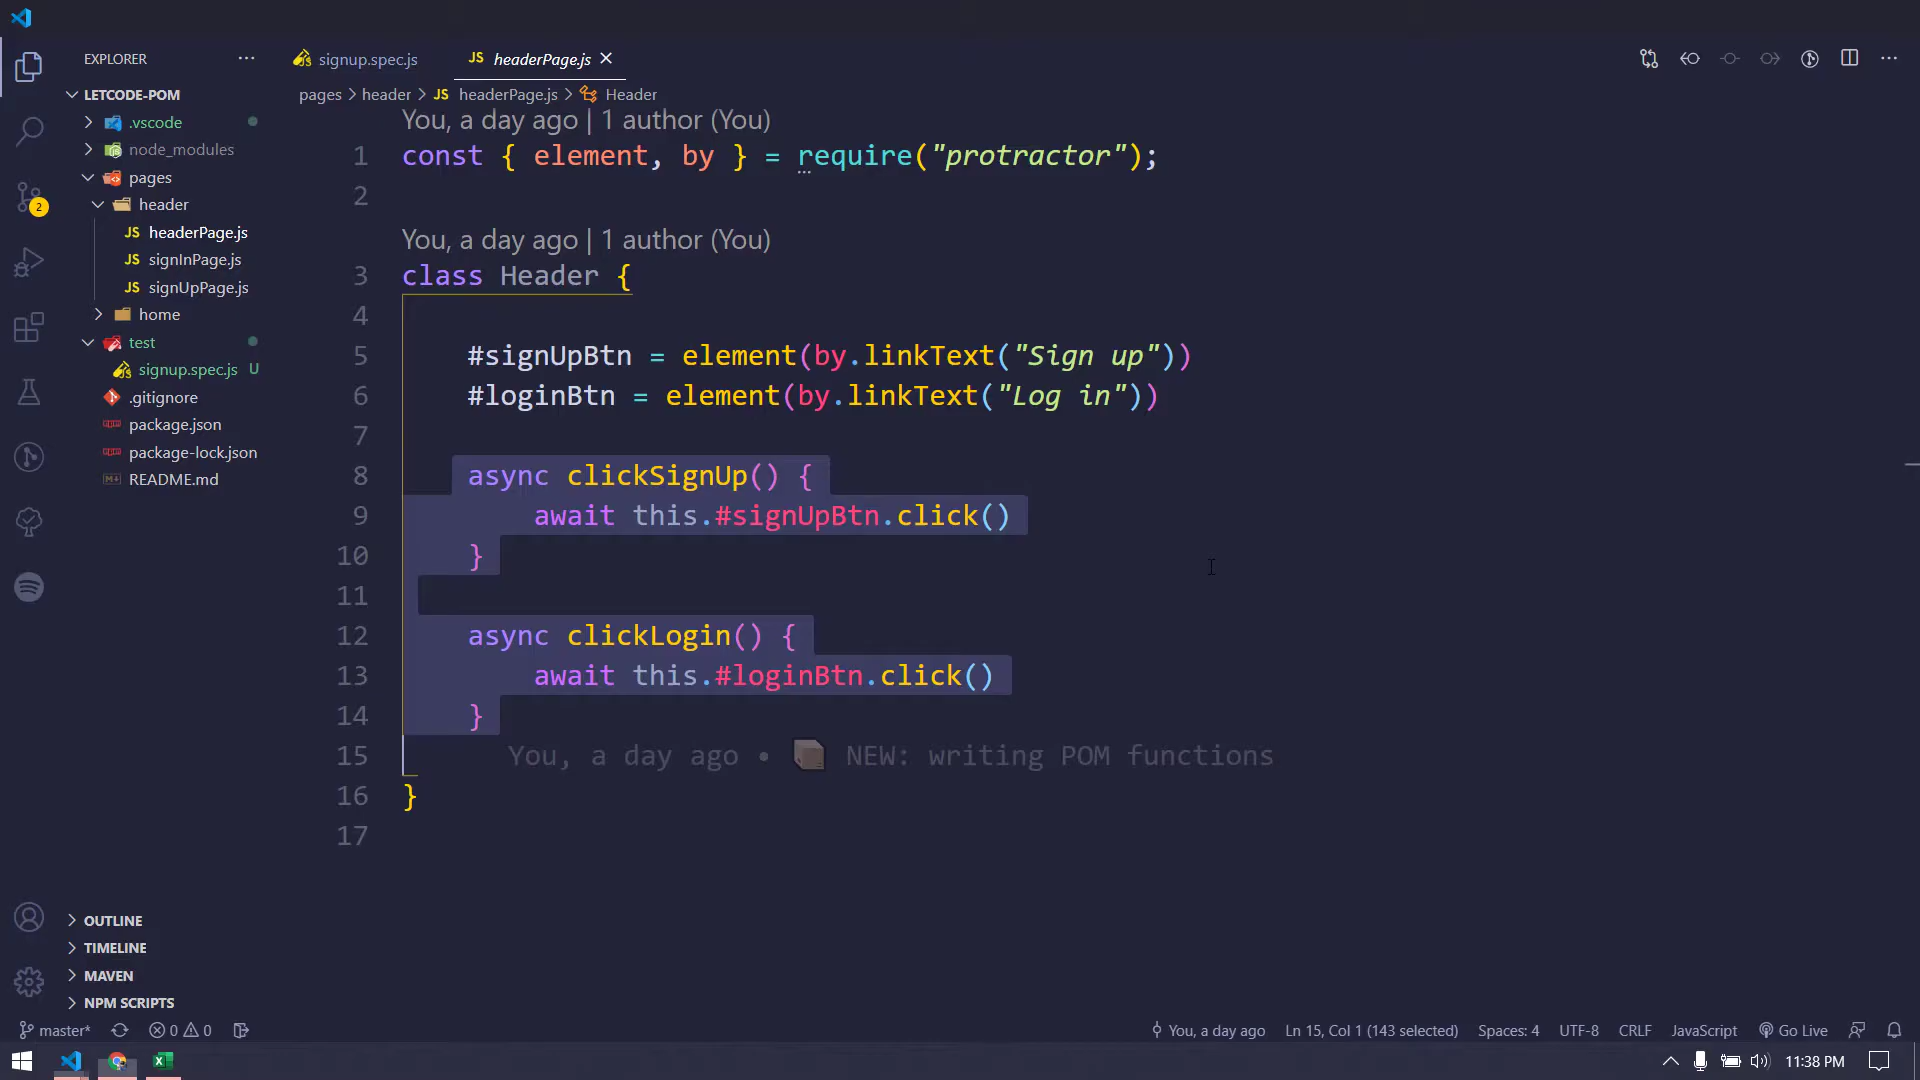 EXPLORER
LETCODE-POM
.vscode
node_modules
pages
header
JS headerPage.js
JS signInPage.js
JS signUpPage.js
home
test
signup.spec.js U
.gitignore
package.json
package-lock.json
README.md
OUTLINE
TIMELINE
MAVEN
NPM SCRIPTS
2
signup.spec.js
JS headerPage.js
pages > header > JS headerPage.js > Header
You, a day ago | 1 author (You)
1 const { element, by } = require("protractor");
2
You, a day ago | 1 author (You)
3 class Header {
4
5 #signUpBtn = element(by.linkText("Sign up"))
6 #loginBtn = element(by.linkText("Log in"))
7
8 async clickSignUp() {
9 await this.#signUpBtn.click()
10 }
11
12 async clickLogin() {
13 await this.#loginBtn.click()
14 }
15 You, a day ago • NEW: writing POM functions
16 }
17
master* 0 0 You, a day ago Ln 15, Col 1 (143 selected) Spaces: 4 UTF-8 CRLF JavaScript Go Live
11:38 PM